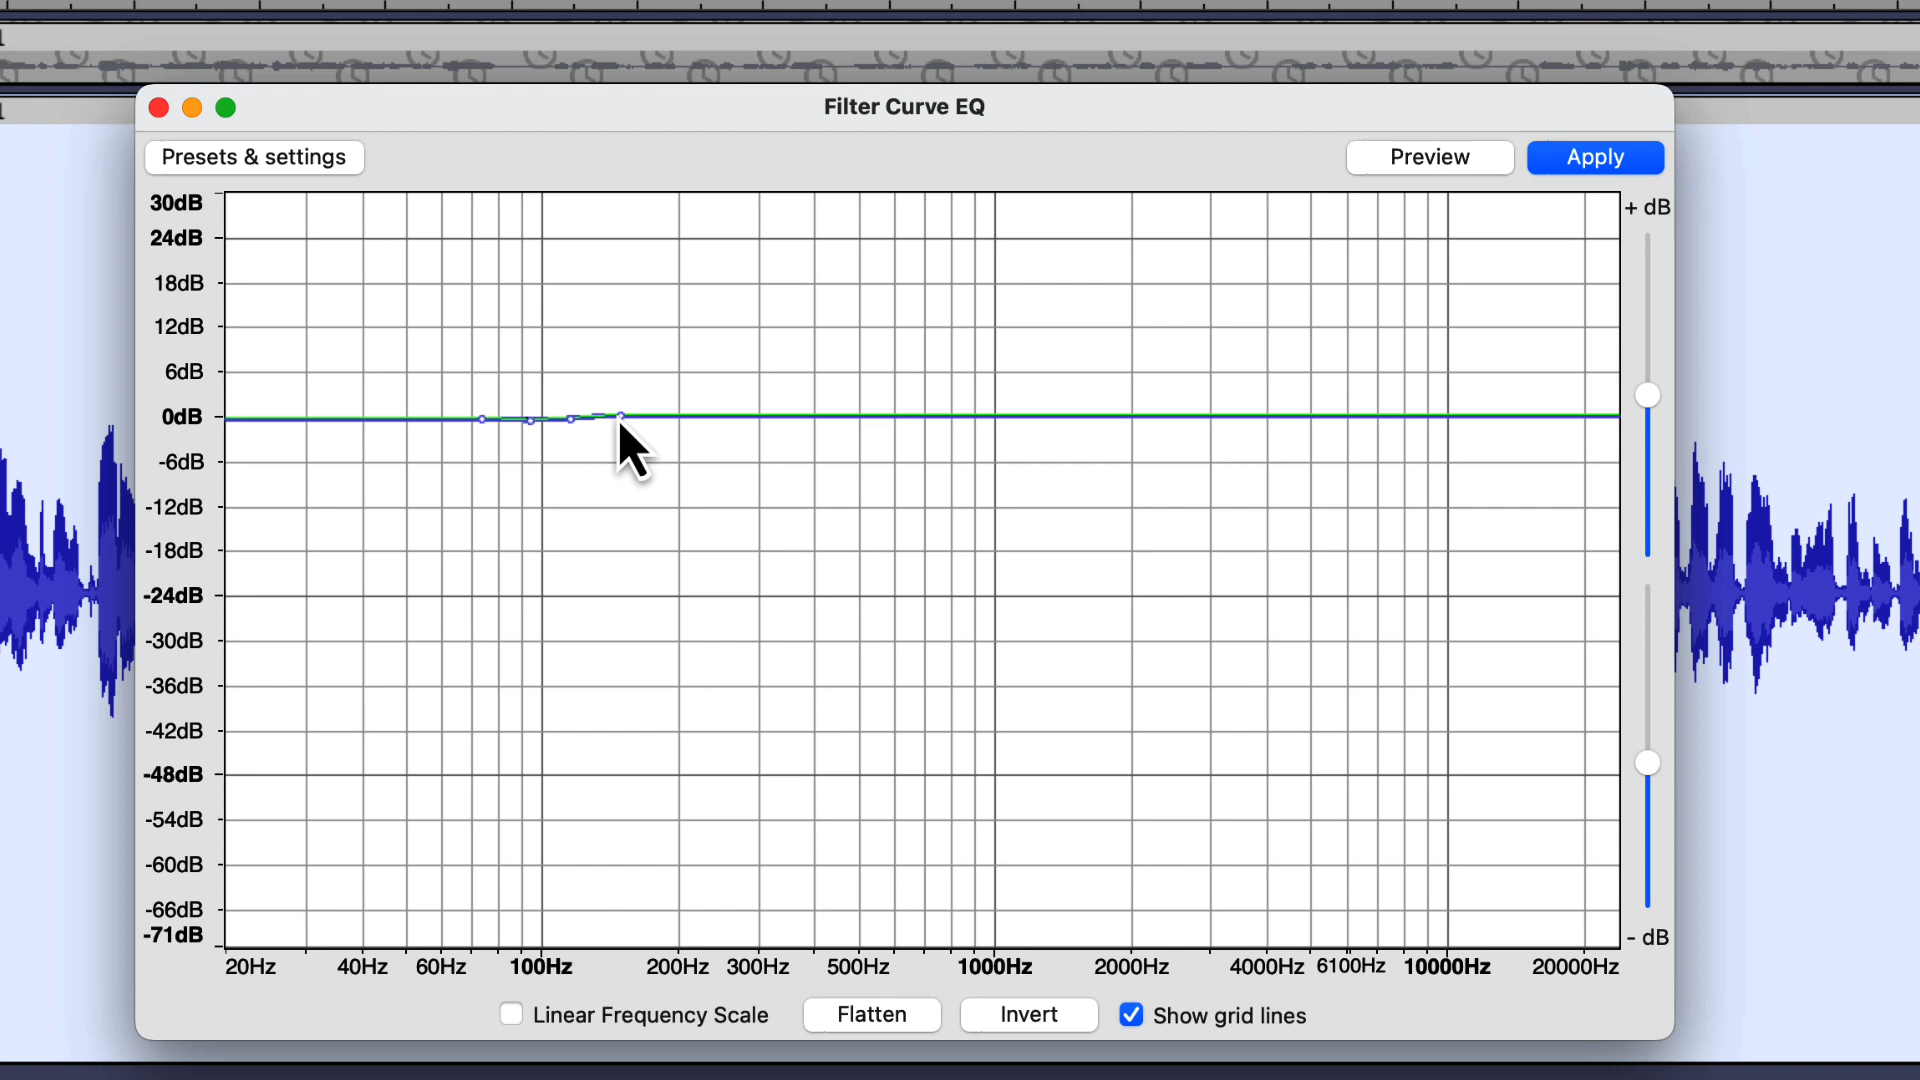 Filter Curve EQ
Presets & settings
Preview
Apply
30dB
24dB
18dB
12dB
6dB
0dB
-6dB
-12dB
-18dB
-24dB
-30dB
-36dB
-42dB
-48dB
-54dB
-60dB
-66dB
-71dB
+ dB
- dB
20Hz 40Hz 60Hz 100Hz 200Hz 300Hz 500Hz 1000Hz 2000Hz 4000Hz 6100Hz 10000Hz 20000Hz
Linear Frequency Scale
Flatten
Invert
Show grid lines